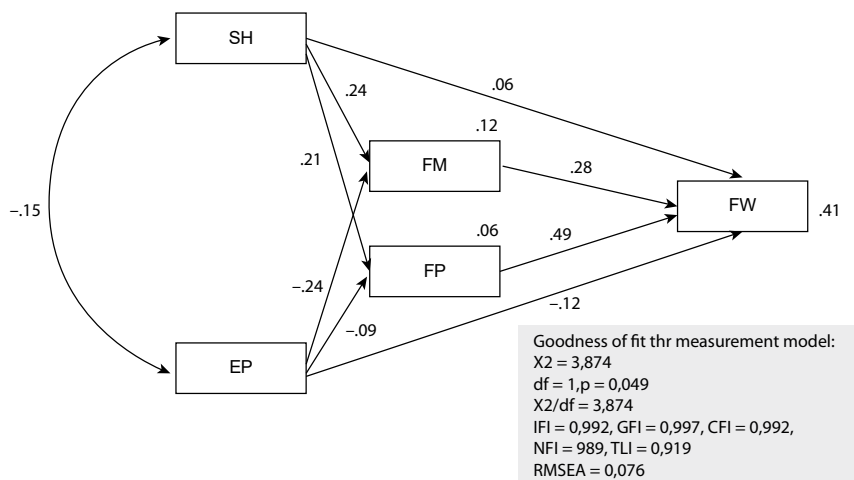 SH
.06
.24
.12
.21
FM
.28
–.15
FW
.41
.06
.49
FP
–.24
–.12
–.09
EP
Goodness of fit thr measurement model:
X2 = 3,874
df = 1,p = 0,049
X2/df = 3,874
IFI = 0,992, GFI = 0,997, CFI = 0,992,
NFI = 989, TLI = 0,919
RMSEA = 0,076